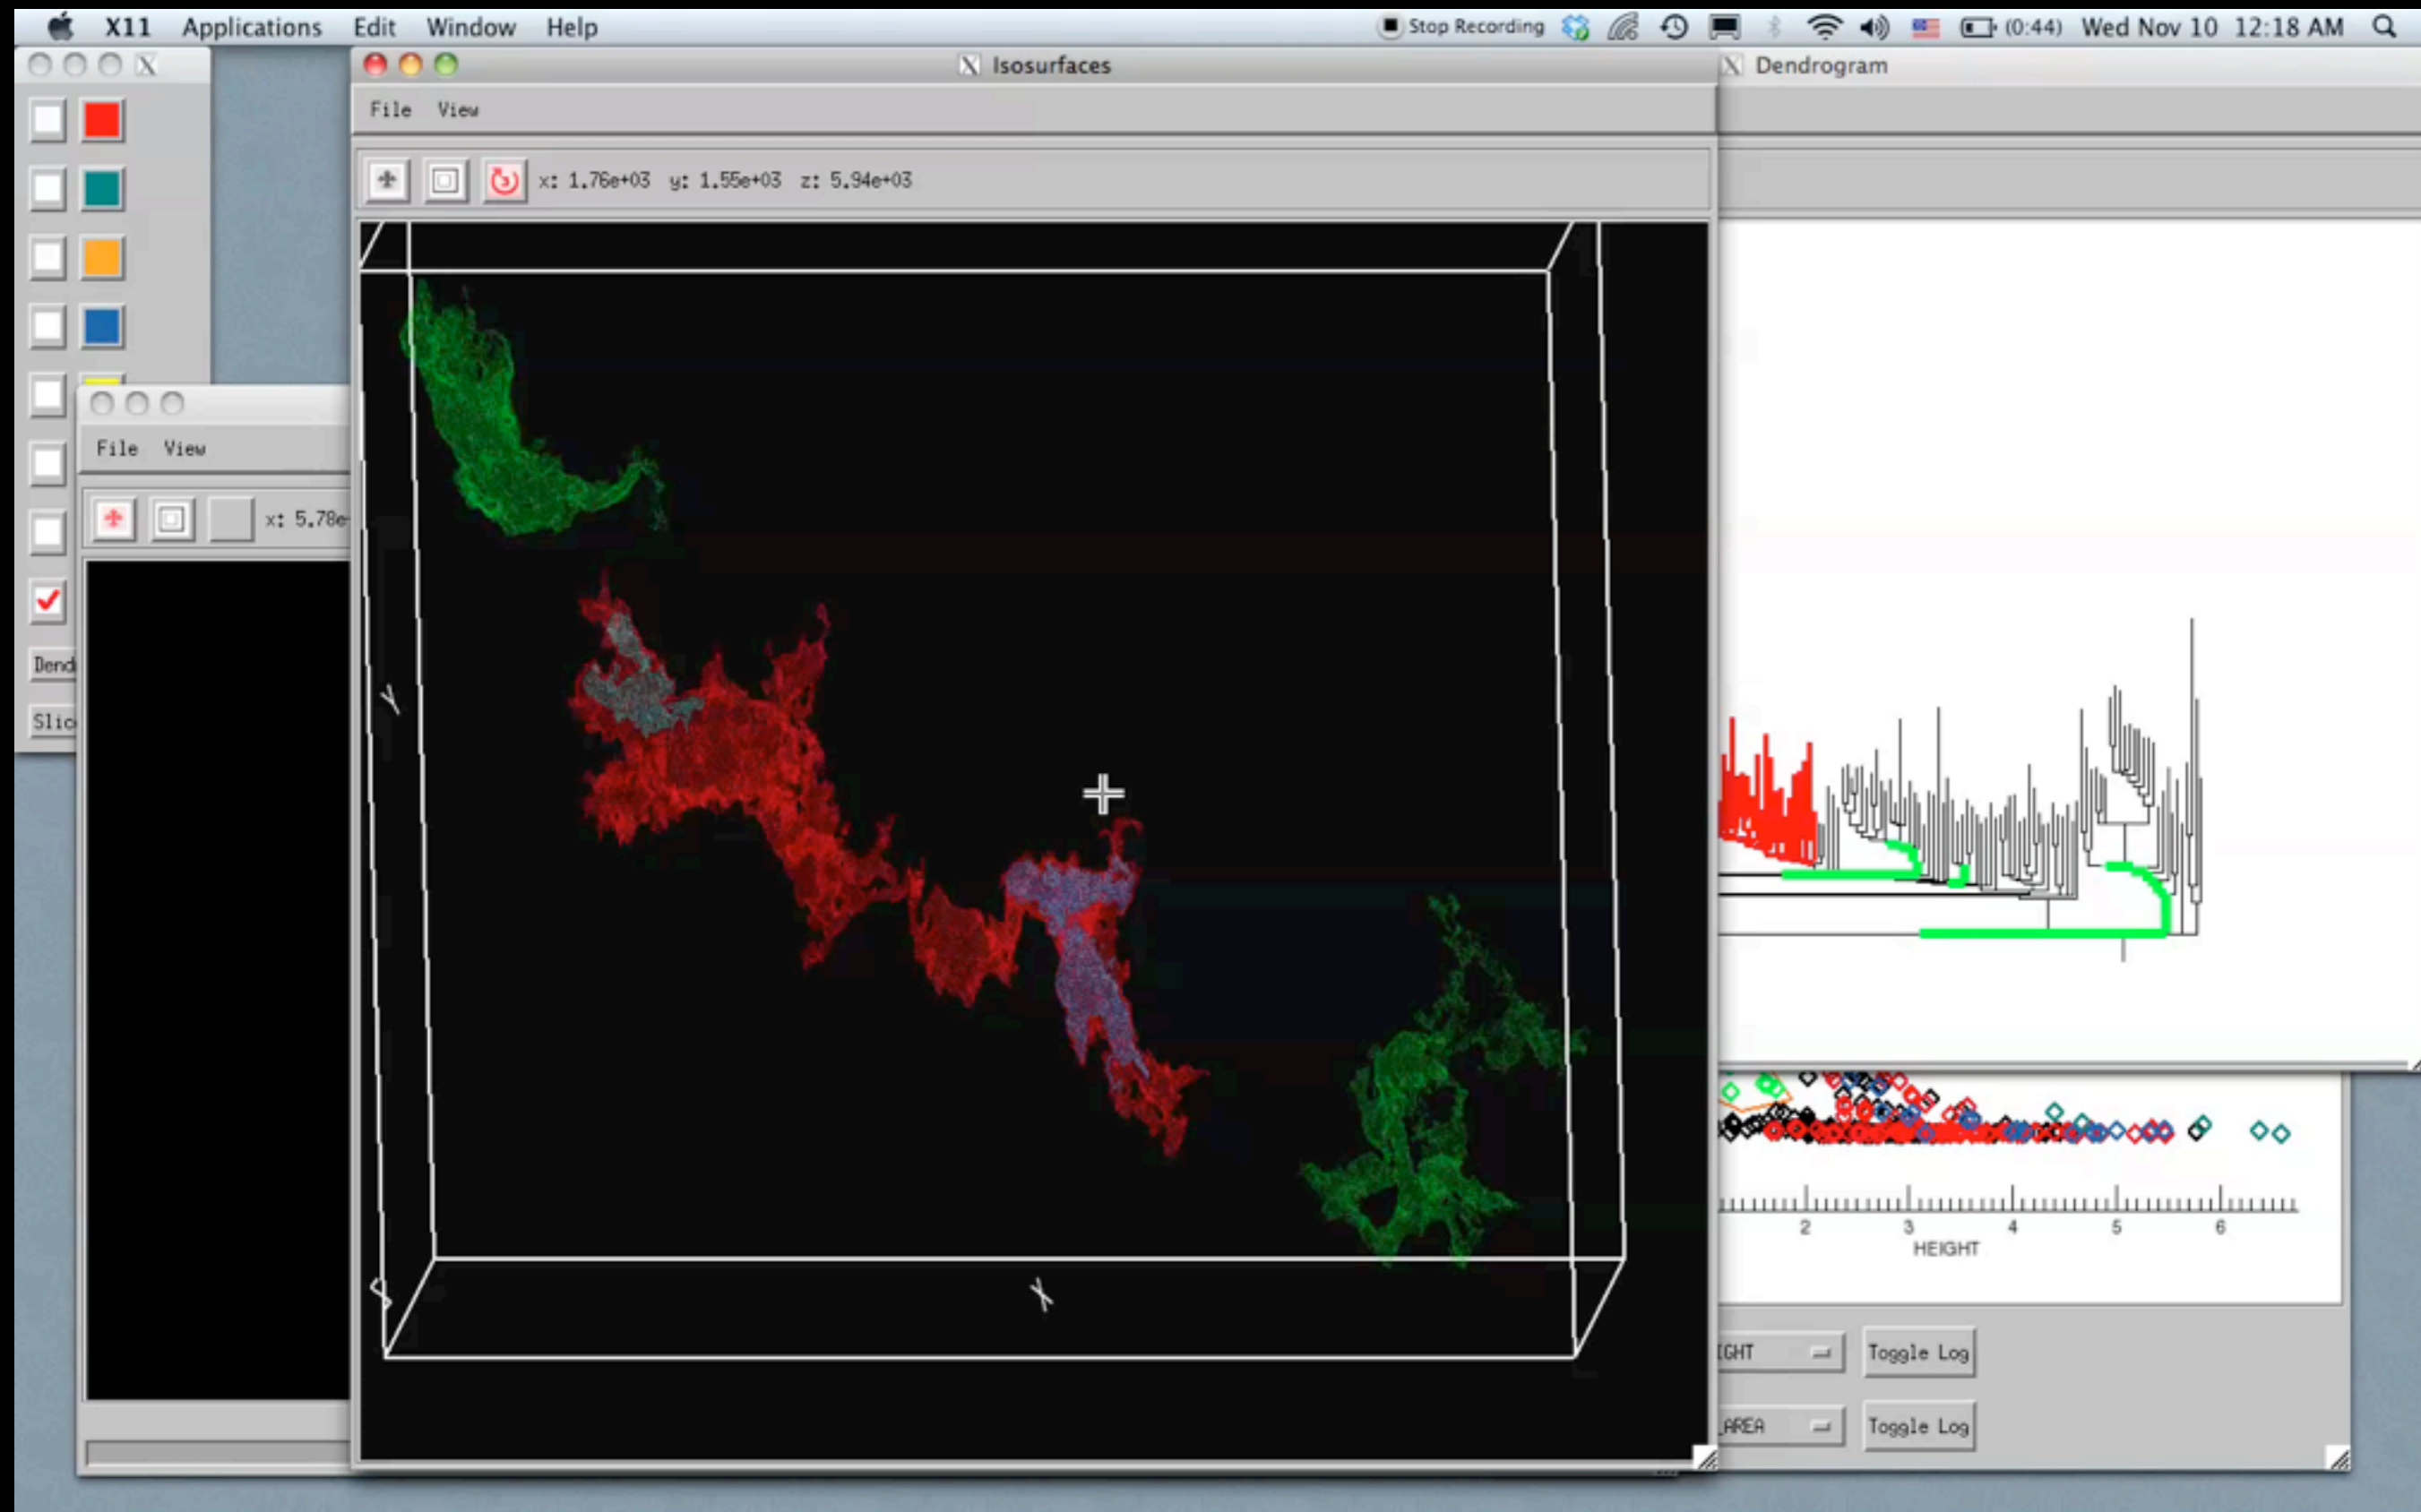 X11 Applications Edit Window Help
Stop Recording (0:44) Wed Nov 10 12:18 AM
X
X Isosurfaces
X Dendrogram
File View
x: 1.76e+03 y: 1.55e+03 z: 5.94e+03
File View
x: 5.78e
Dend
Slic
Y
X
2 3 4 5 6
HEIGHT
IGHT Toggle Log
_AREA Toggle Log